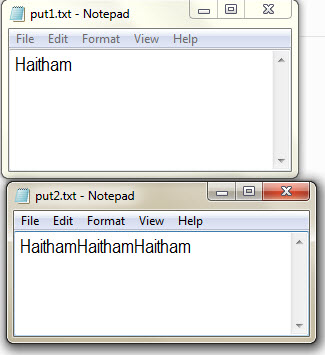 put1.txt - Notepad
File Edit Format View Help
Haitham
put2.txt - Notepad
File Edit Format View Help
HaithamHaithamHaitham